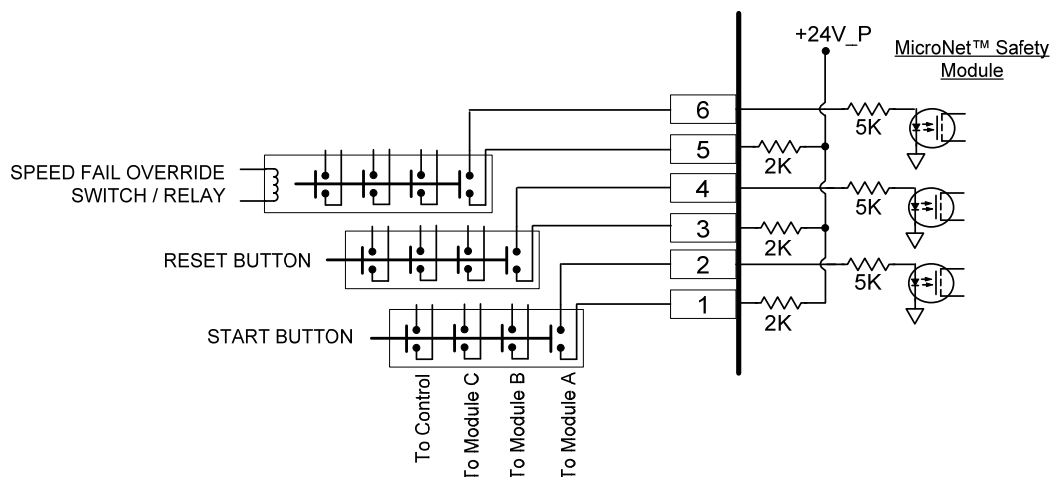 +24V_P
MicroNet™ Safety
Module
6
5K
5
2K
SPEED FAIL OVERRIDE
SWITCH / RELAY
4
5K
3
2K
RESET BUTTON
2
5K
1
2K
START BUTTON
To Control
To Module C
To Module B
To Module A